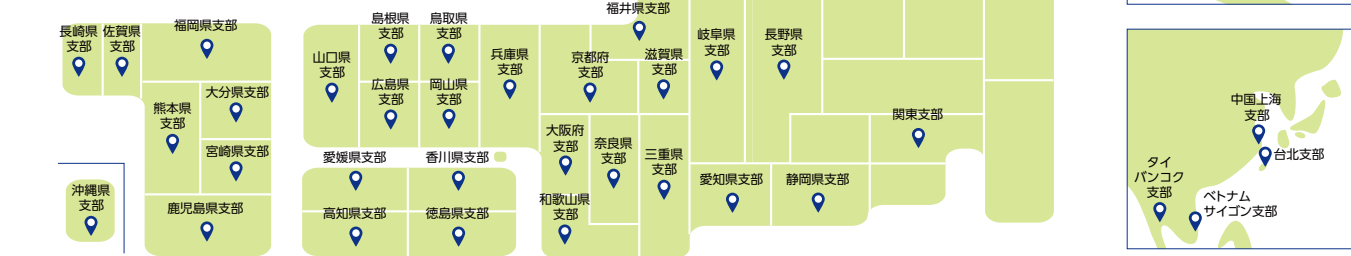 長崎県
支部
佐賀県
支部
福岡県支部
熊本県
支部
大分県支部
宮崎県支部
鹿児島県支部
沖縄県
支部
山口県
支部
島根県
支部
鳥取県
支部
広島県
支部
岡山県
支部
兵庫県
支部
福井県支部
京都府
支部
滋賀県
支部
岐阜県
支部
長野県
支部
関東支部
大阪府
支部
奈良県
支部
三重県
支部
和歌山県
支部
愛知県支部
静岡県支部
愛媛県支部
香川県支部
高知県支部
徳島県支部
中国上海
支部
台北支部
タイ
バンコク
支部
ベトナム
サイゴン支部